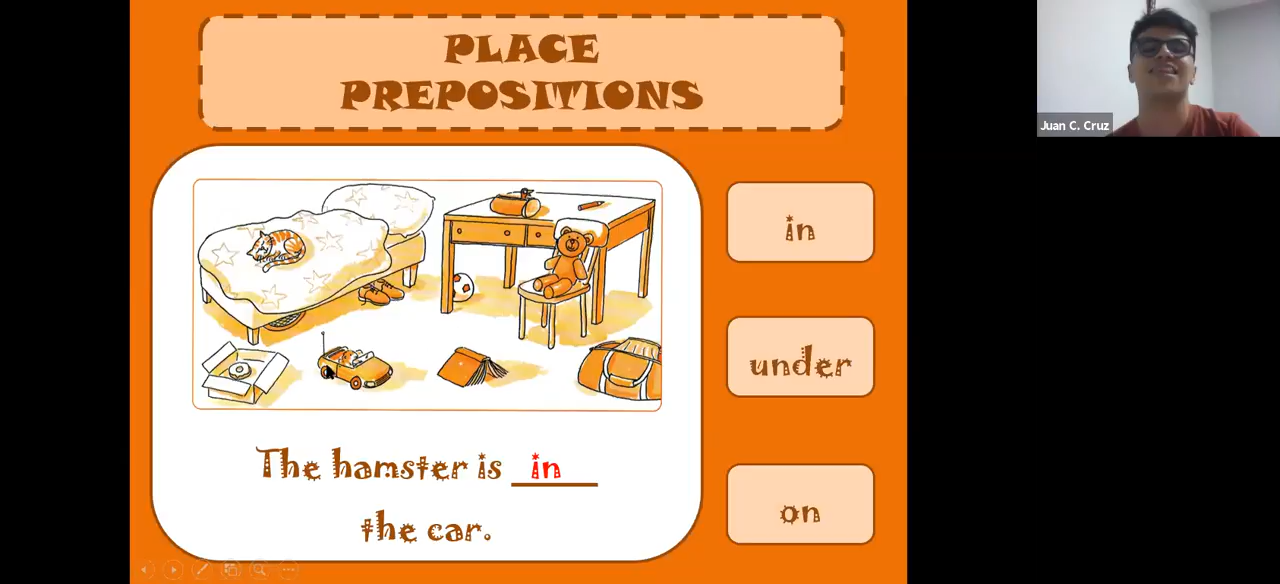 PLACE
PREPOSITIONS
Juan C. Cruz
in
under
on
The hamster is in
the car.